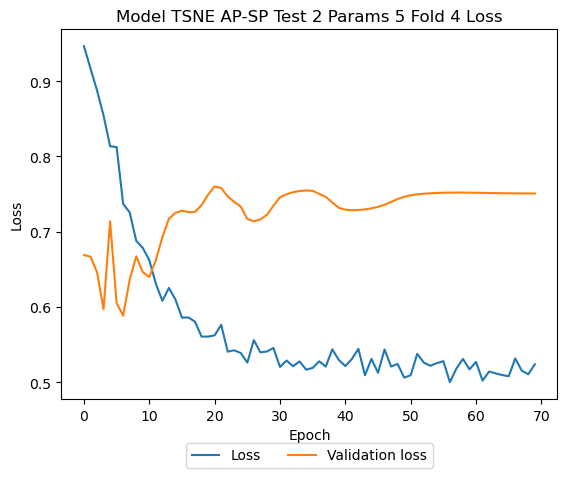 Model TSNE AP-SP Test 2 Params 5 Fold 4 Loss
0.9
0.8
0.7
0.6
0.5
Loss
0 10 20 30 40 50 60 70
Epoch
Loss Validation loss